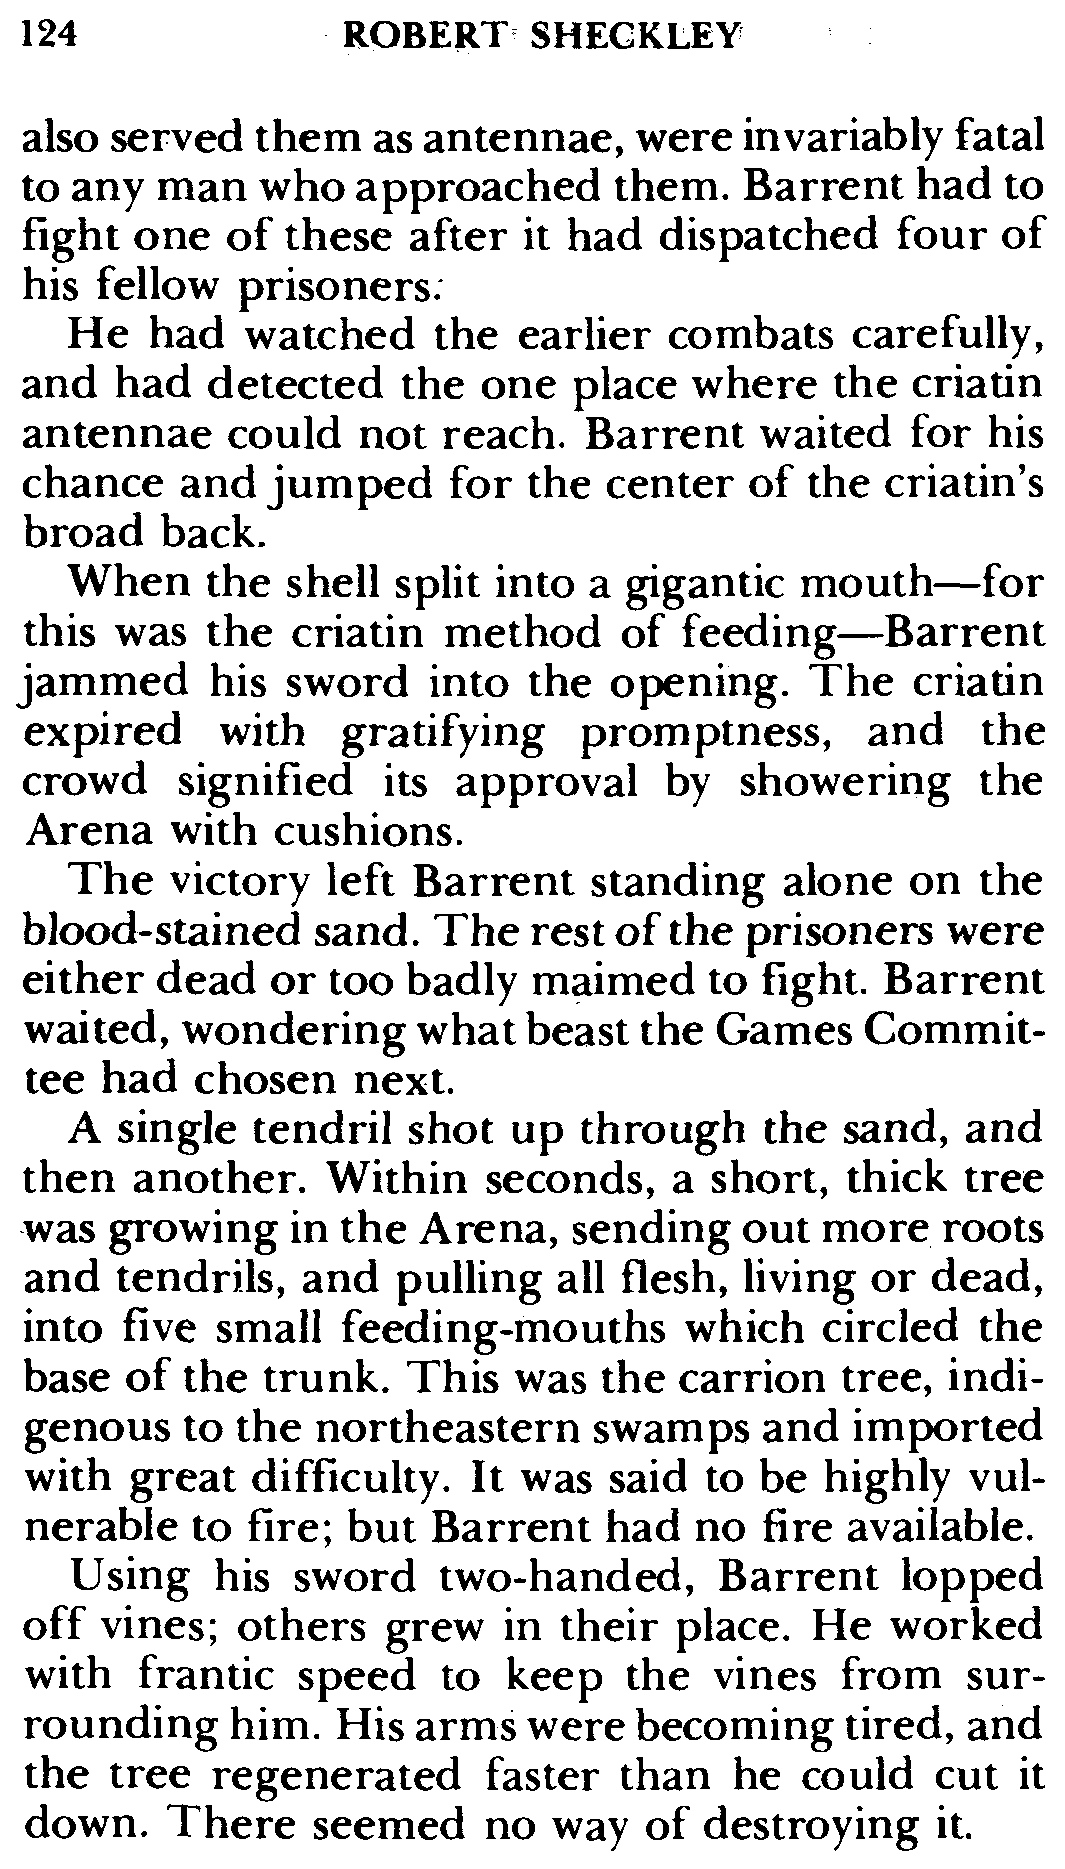 124 ROBERT SHECKLEY
also served them as antennae, were invariably fatal
to any man who approached them. Barrent had to
fight one of these after it had dispatched four of
his fellow prisoners.
He had watched the earlier combats carefully,
and had detected the one place where the criatin
antennae could not reach. Barrent waited for his
chance and jumped for the center of the criatin's
broad back.
When the shell split into a gigantic mouth—for
this was the criatin method of feeding—Barrent
jammed his sword into the opening. The criatin
expired with gratifying promptness, and the
crowd signified its approval by showering the
Arena with cushions.
The victory left Barrent standing alone on the
blood-stained sand. The rest of the prisoners were
either dead or too badly maimed to fight. Barrent
waited, wondering what beast the Games Commit-
tee had chosen next.
A single tendril shot up through the sand, and
then another. Within seconds, a short, thick tree
was growing in the Arena, sending out more roots
and tendrils, and pulling all flesh, living or dead,
into five small feeding-mouths which circled the
base of the trunk. This was the carrion tree, indi-
genous to the northeastern swamps and imported
with great difficulty. It was said to be highly vul-
nerable to fire; but Barrent had no fire available.
Using his sword two-handed, Barrent lopped
off vines; others grew in their place. He worked
with frantic speed to keep the vines from sur-
rounding him. His arms were becoming tired, and
the tree regenerated faster than he could cut it
down. There seemed no way of destroying it.